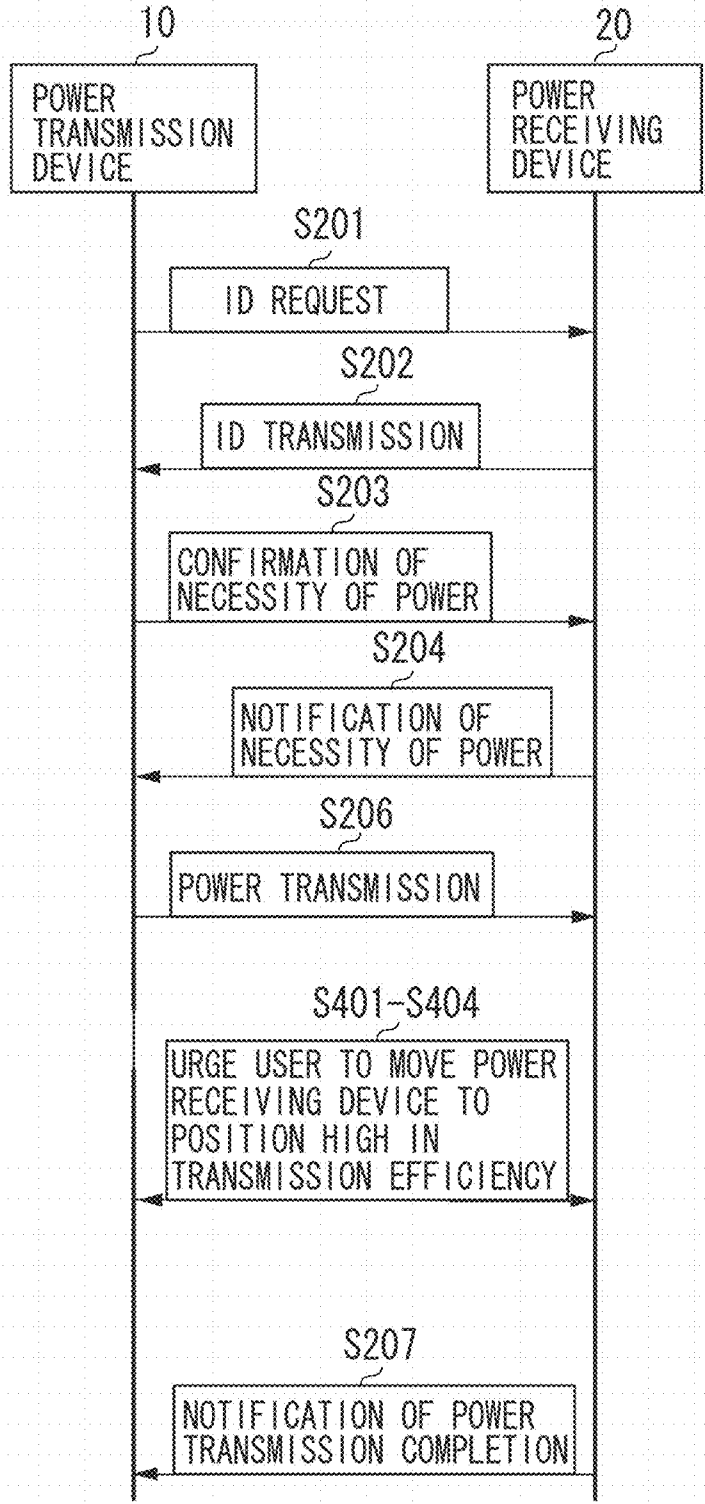 10
20
POWER
TRANSMISSION
DEVICE
POWER
RECEIVING
DEVICE
S201
ID REQUEST
S202
ID TRANSMISSION
S203
CONFIRMATION OF
NECESSITY OF POWER
S204
NOTIFICATION OF
NECESSITY OF POWER
S206
POWER TRANSMISSION
S401-S404
URGE USER TO MOVE POWER
RECEIVING DEVICE TO
POSITION HIGH IN
TRANSMISSION EFFICIENCY
S207
NOTIFICATION OF POWER
TRANSMISSION COMPLETION